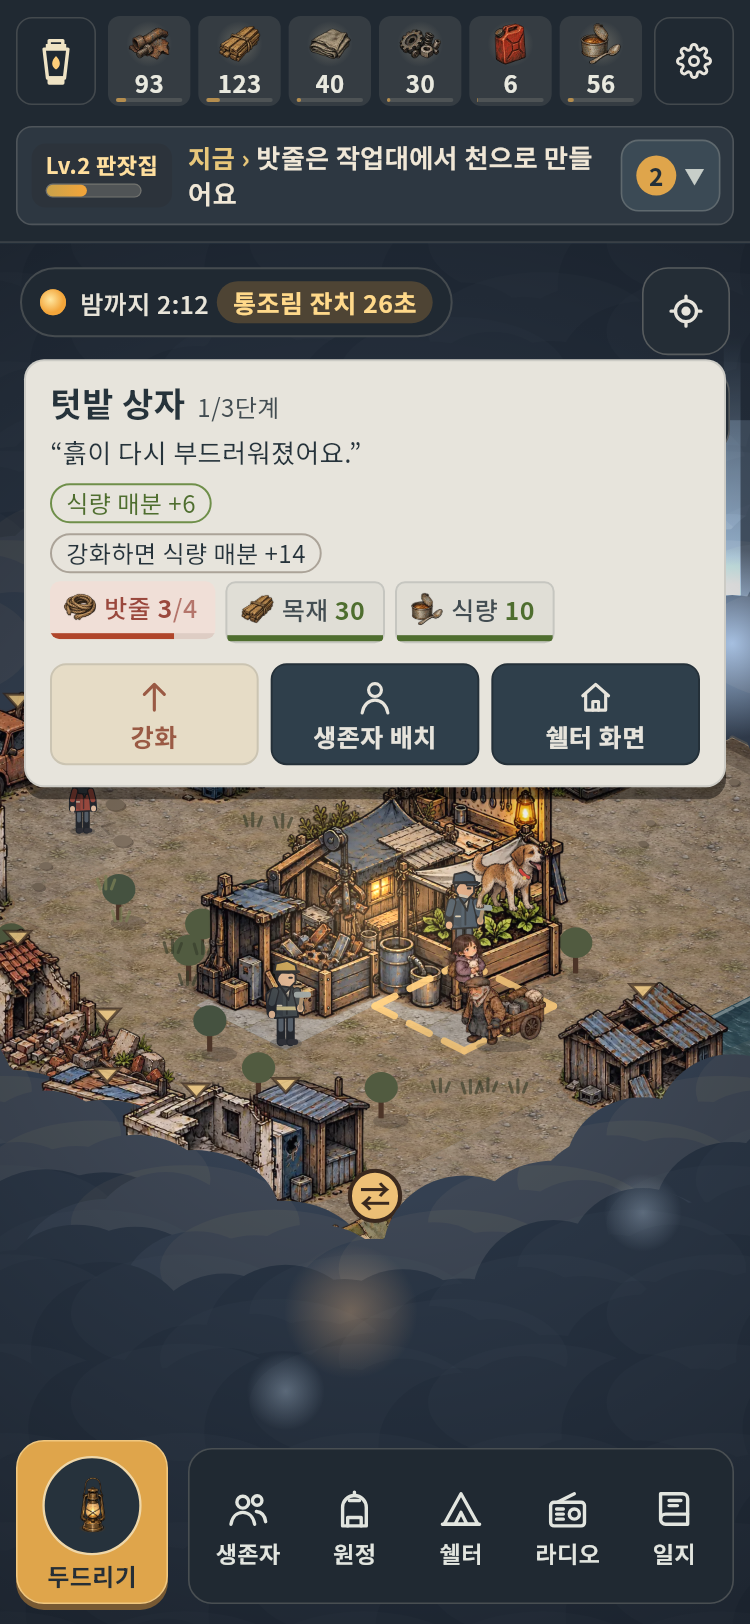 93
123
40
30
6
56
Lv.2 판잣집
지금 › 밧줄은 작업대에서 천으로 만들
어요
2
밤까지 2:12
통조림 잔치 26초
텃밭 상자 1/3단계
“흙이 다시 부드러워졌어요.”
식량 매분 +6
강화하면 식량 매분 +14
밧줄 3/4
목재 30
식량 10
강화
생존자 배치
쉘터 화면
두드리기
생존자
원정
쉘터
라디오
일지